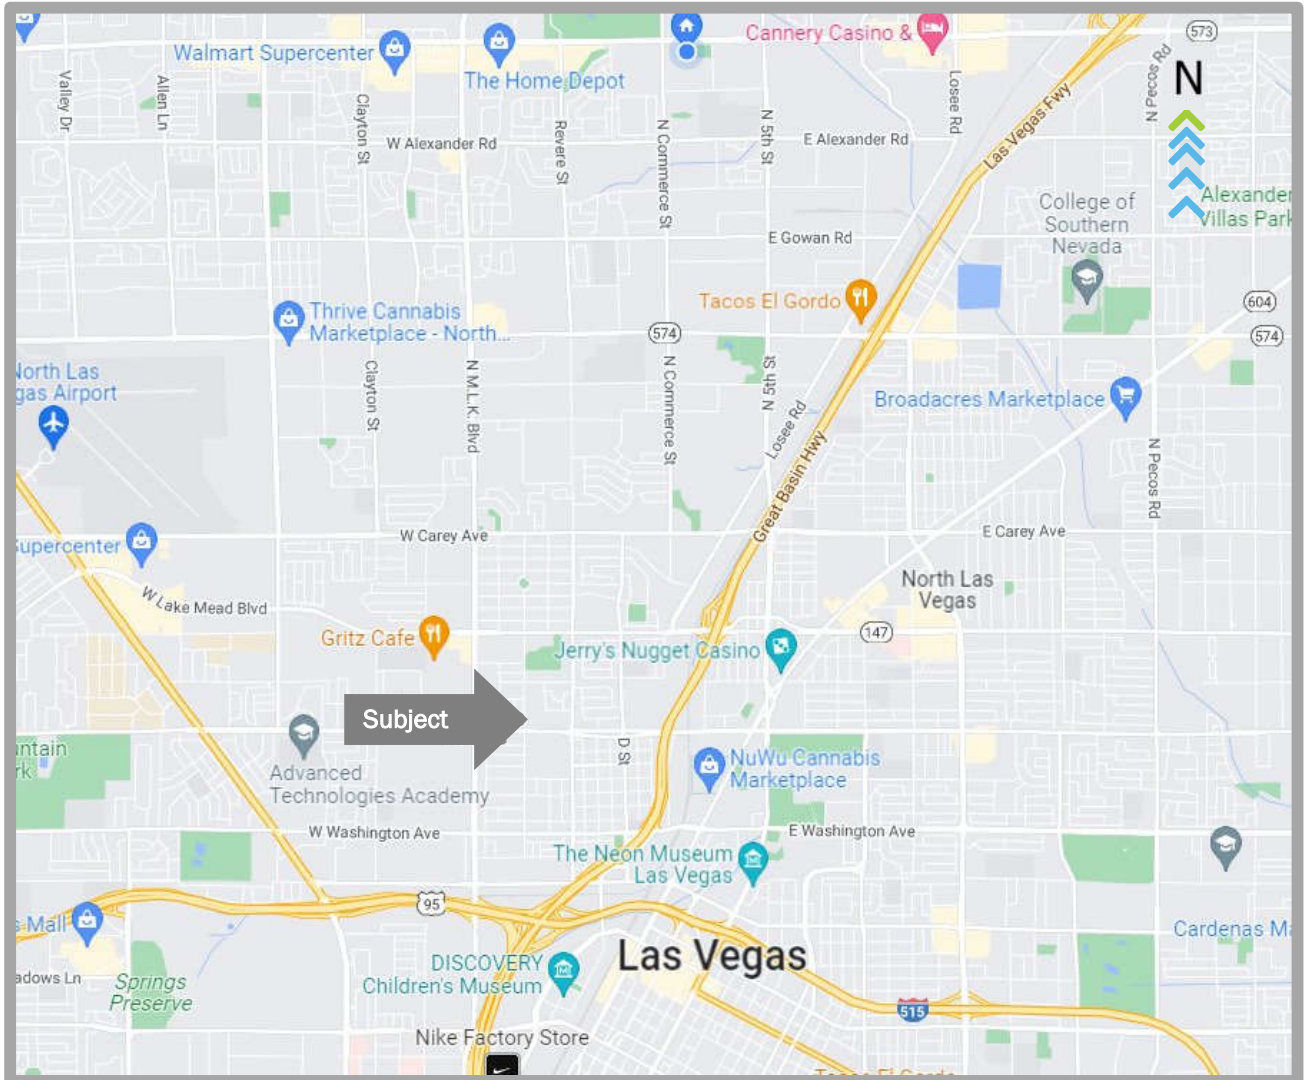 Walmart Supercenter
The Home Depot
Cannery Casino &
573
N
Valley Dr
Allen Ln
Clayton St
W Alexander Rd
Revere St
N Commerce St
N 5th St
E Alexander Rd
Losee Rd
Las Vegas Fwy
N Pecos Rd
College of
Southern
Nevada
Alexander
Villas Park
E Gowan Rd
Tacos El Gordo
Thrive Cannabis
Marketplace - North...
574
604
574
North Las
gas Airport
Clayton St
N M.L.K. Blvd
N Commerce St
N 5th St
Losee Rd
Great Basin Hwy
Broadacres Marketplace
N Pecos Rd
Supercenter
W Carey Ave
E Carey Ave
W Lake Mead Blvd
North Las
Vegas
Gritz Cafe
Jerry's Nugget Casino
147
Subject
untain
rk
Advanced
Technologies Academy
D St
NuWu Cannabis
Marketplace
W Washington Ave
E Washington Ave
The Neon Museum
Las Vegas
95
s Mall
adows Ln
Springs
Preserve
DISCOVERY
Children's Museum
Las Vegas
Cardenas Ma
515
Nike Factory Store
Tacos El Gordo